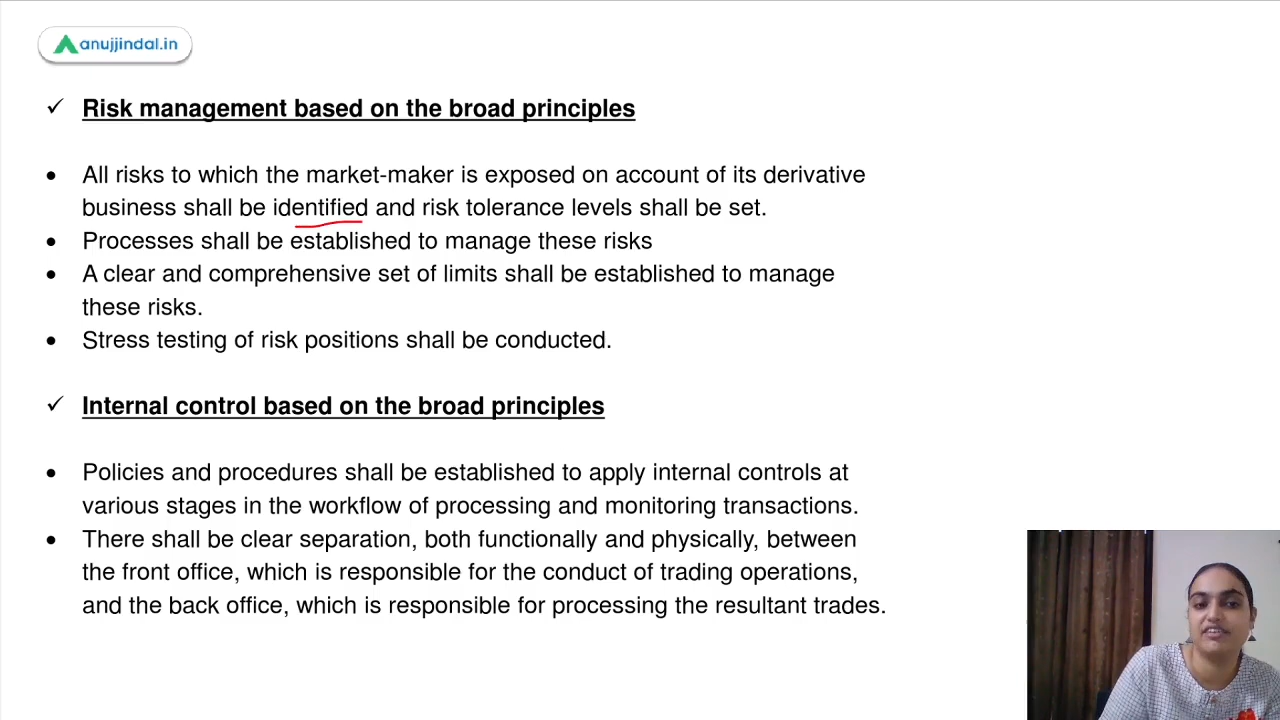 anujjindal.in
✓ Risk management based on the broad principles
• All risks to which the market-maker is exposed on account of its derivative
business shall be identified and risk tolerance levels shall be set.
• Processes shall be established to manage these risks
• A clear and comprehensive set of limits shall be established to manage
these risks.
• Stress testing of risk positions shall be conducted.
✓ Internal control based on the broad principles
• Policies and procedures shall be established to apply internal controls at
various stages in the workflow of processing and monitoring transactions.
• There shall be clear separation, both functionally and physically, between
the front office, which is responsible for the conduct of trading operations,
and the back office, which is responsible for processing the resultant trades.